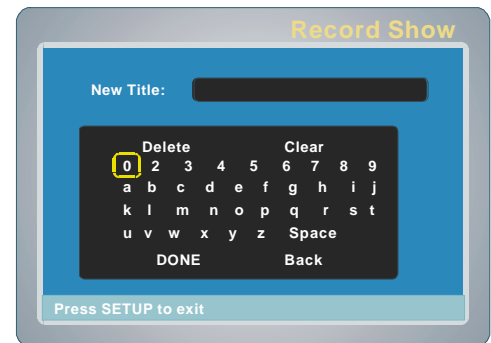 Record Show
New Title:
Delete Clear
0 2 3 4 5 6 7 8 9
a b c d e f g h i j
k l m n o p q r s t
u v w x y z Space
DONE Back
Press SETUP to exit